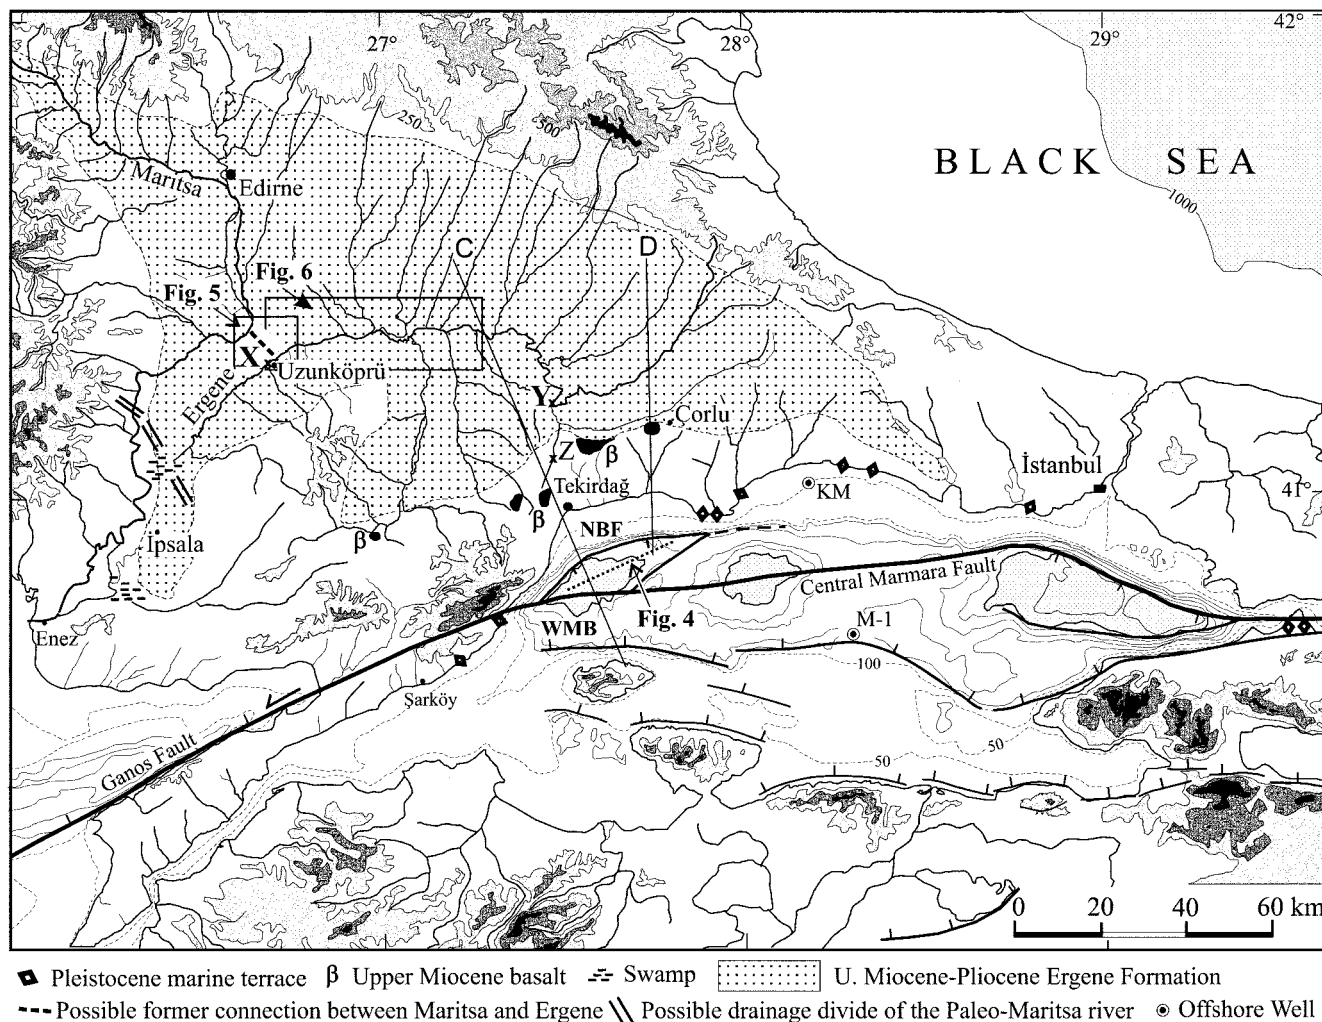 27°
28°
29°
42°
250
500
BLACK SEA
1000
Maritsa
Edirne
C
D
Fig. 6
Fig. 5
X
Uzunköprü
Ergene
Y
Z
Çorlu
β
Z
Tekirdağ
İstanbul
41°
KM
β
NBF
β
İpsala
Central Marmara Fault
Fig. 4
WMB
M-1
Enez
100
Şarköy
50
50
Ganos Fault
0 20 40 60 km
Pleistocene marine terrace β Upper Miocene basalt Swamp U. Miocene-Pliocene Ergene Formation
Possible former connection between Maritsa and Ergene Possible drainage divide of the Paleo-Maritsa river Offshore Well